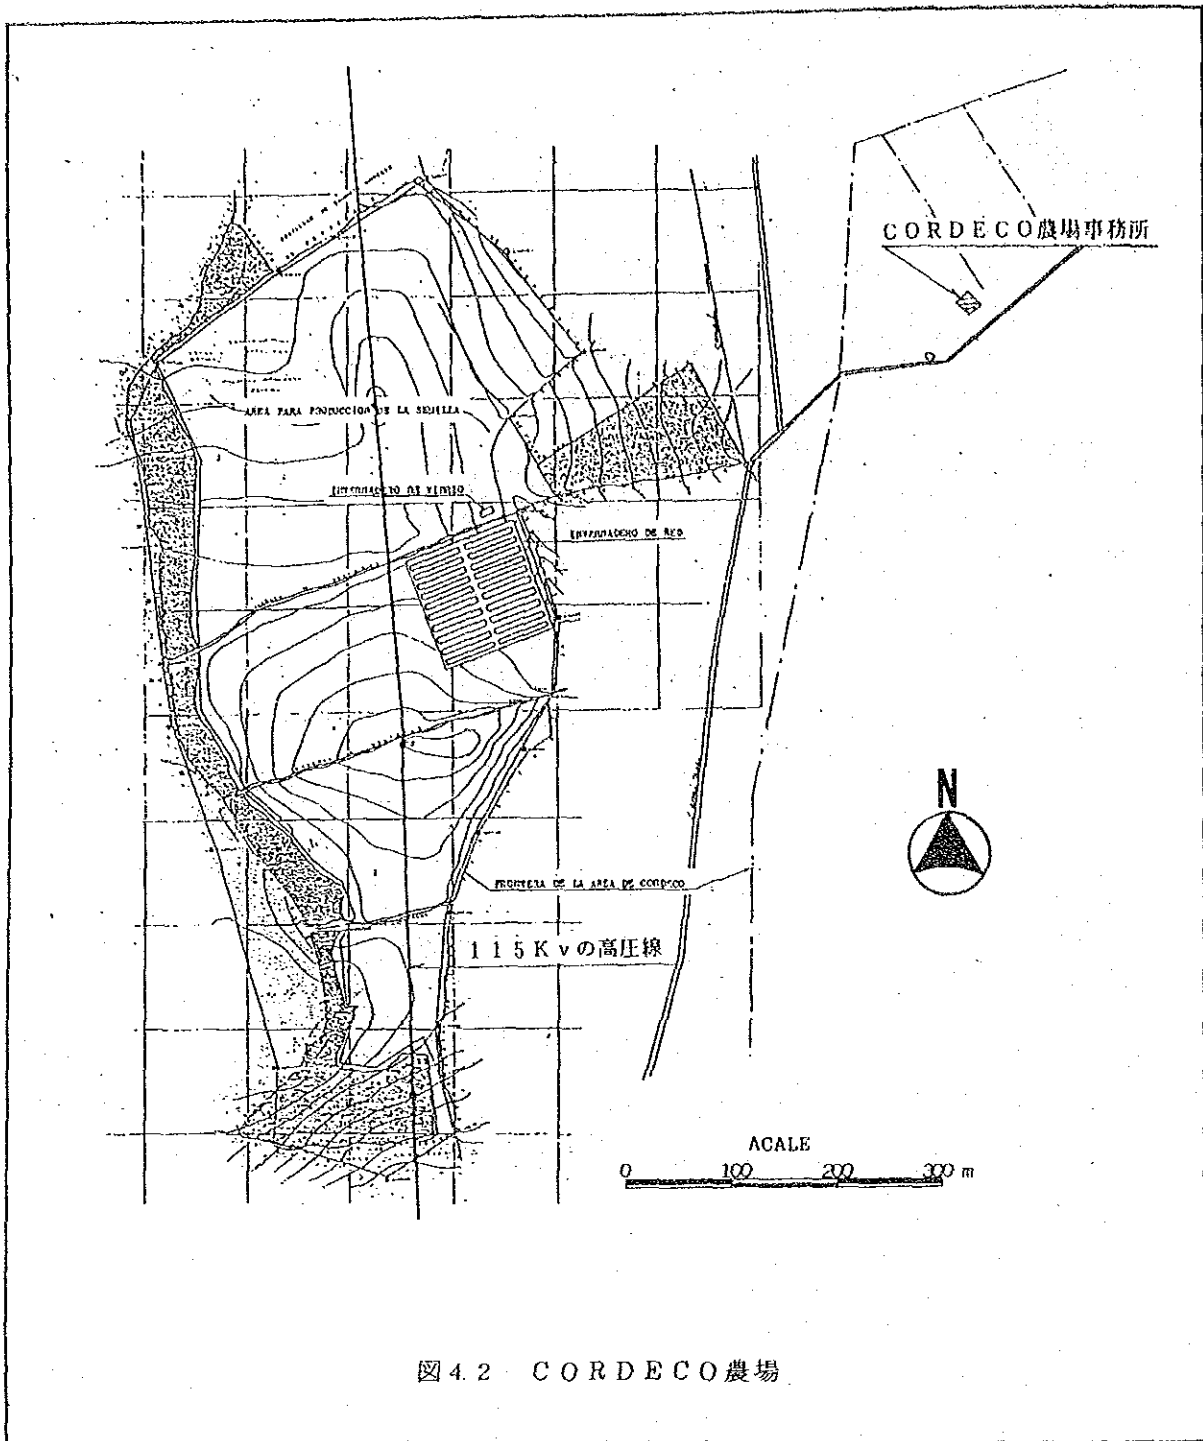 CORDECO農場事務所
AREA PARA PRODUCCION DE LA SEMILLA
INVERNADERO DE VIDRIO
INVERNADERO DE RED
N
FRONTERA DE LA AREA DE CORDECO
115Kvの高圧線
ACALE
0 100 200 300 m
図4.2 CORDECO農場